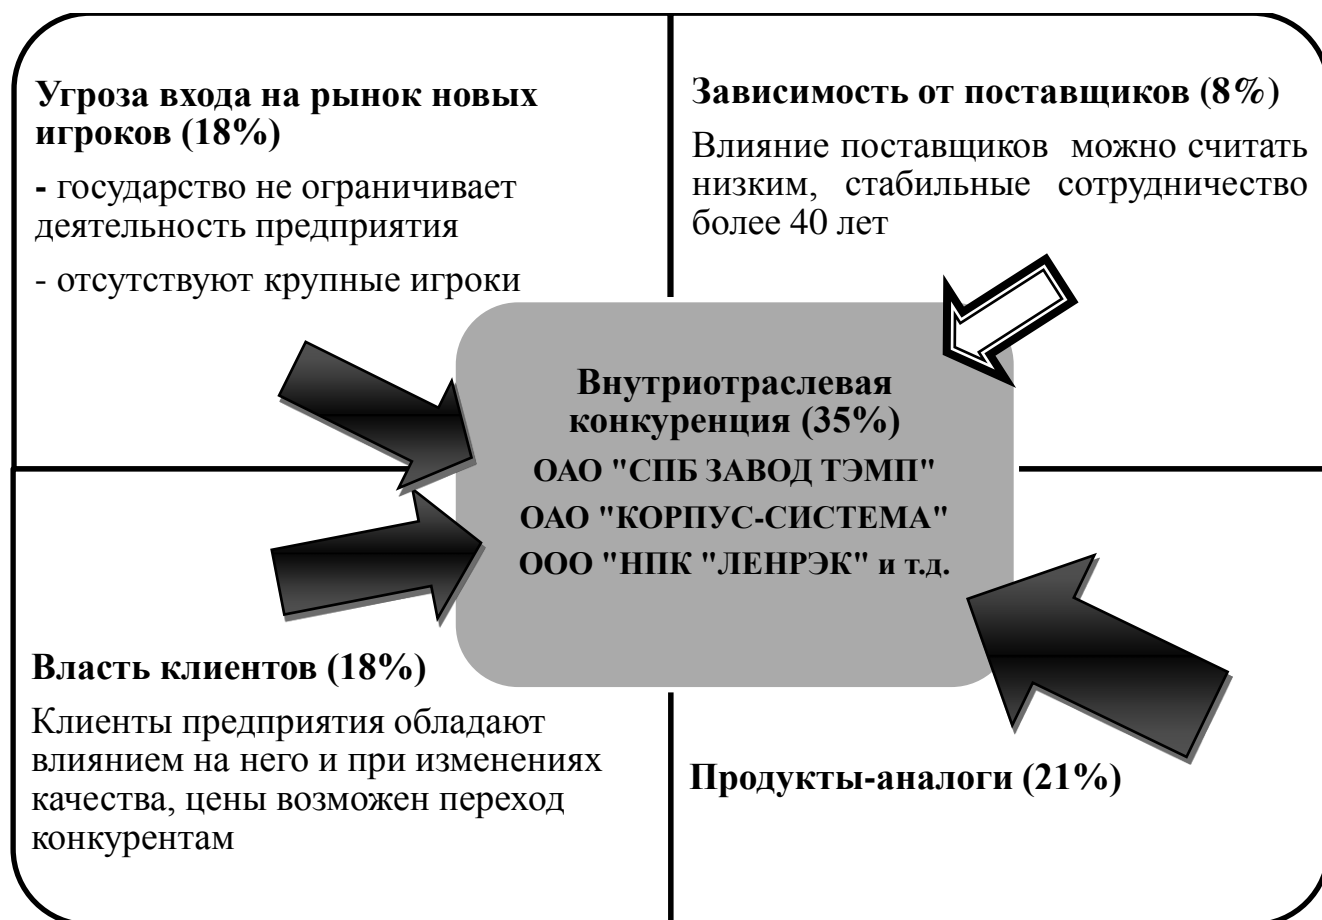 Угроза входа на рынок новых
игроков (18%)
- государство не ограничивает
деятельность предприятия
- отсутствуют крупные игроки
Зависимость от поставщиков (8%)
Влияние поставщиков можно считать
низким, стабильные сотрудничество
более 40 лет
Внутриотраслевая
конкуренция (35%)
ОАО "СПБ ЗАВОД ТЭМП"
ОАО "КОРПУС-СИСТЕМА"
ООО "НПК "ЛЕНРЭК" и т.д.
Власть клиентов (18%)
Клиенты предприятия обладают
влиянием на него и при изменениях
качества, цены возможен переход
конкурентам
Продукты-аналоги (21%)